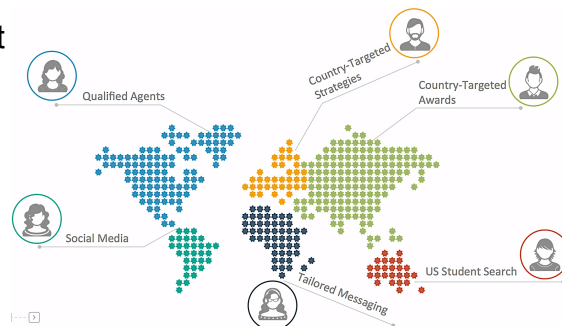 t
Country-Targeted
Strategies
Qualified Agents
Country-Targeted
Awards
Social Media
US Student Search
Tailored Messaging